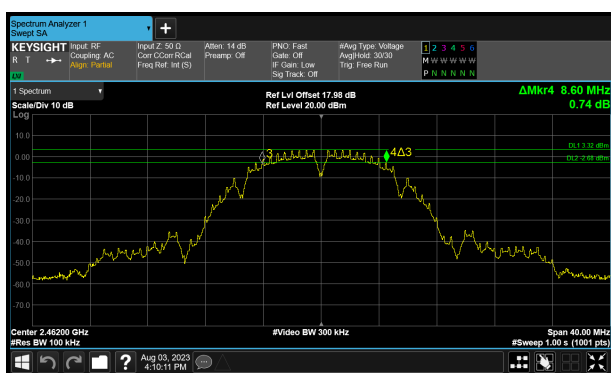 Spectrum Analyzer 1
Swept SA
KEYSIGHT
R T
LXI
Input: RF
Coupling: AC
Align: Partial
Input Z: 50 Ω
Corr CCorr RCal
Freq Ref: Int (S)
Atten: 14 dB
Preamp: Off
PNO: Fast
Gate: Off
IF Gain: Low
Sig Track: Off
#Avg Type: Voltage
Avg|Hold: 30/30
Trig: Free Run
1 2 3 4 5 6
M W W W W W
P N N N N N
1 Spectrum
Scale/Div 10 dB
Ref Lvl Offset 17.98 dB
Ref Level 20.00 dBm
ΔMkr4 8.60 MHz
0.74 dB
Log
10.0
0.00
-10.0
-20.0
-30.0
-40.0
-50.0
-60.0
-70.0
3
4Δ3
DL1 3.32 dBm
DL2 -2.68 dBm
Center 2.46200 GHz
#Res BW 100 kHz
#Video BW 300 kHz
Span 40.00 MHz
#Sweep 1.00 s (1001 pts)
?
Aug 03, 2023
4:10:11 PM